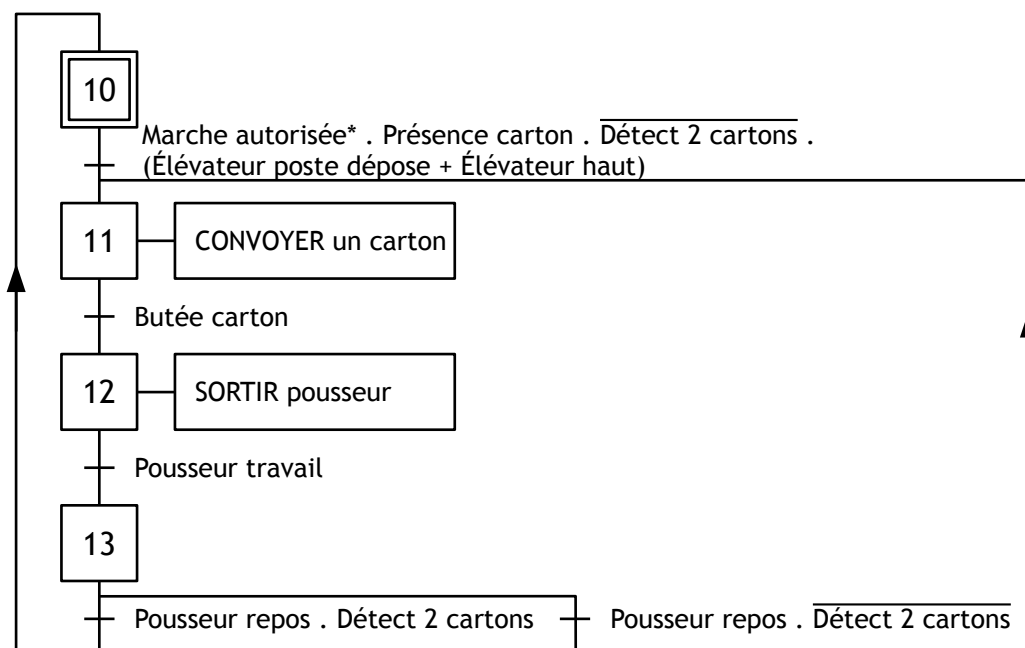 10
Marche autorisée* . Présence carton . Détect 2 cartons .
(Élévateur poste dépose + Élévateur haut)
11
CONVOYER un carton
Butée carton
12
SORTIR pousseur
Pousseur travail
13
Pousseur repos . Détect 2 cartons
Pousseur repos . Détect 2 cartons